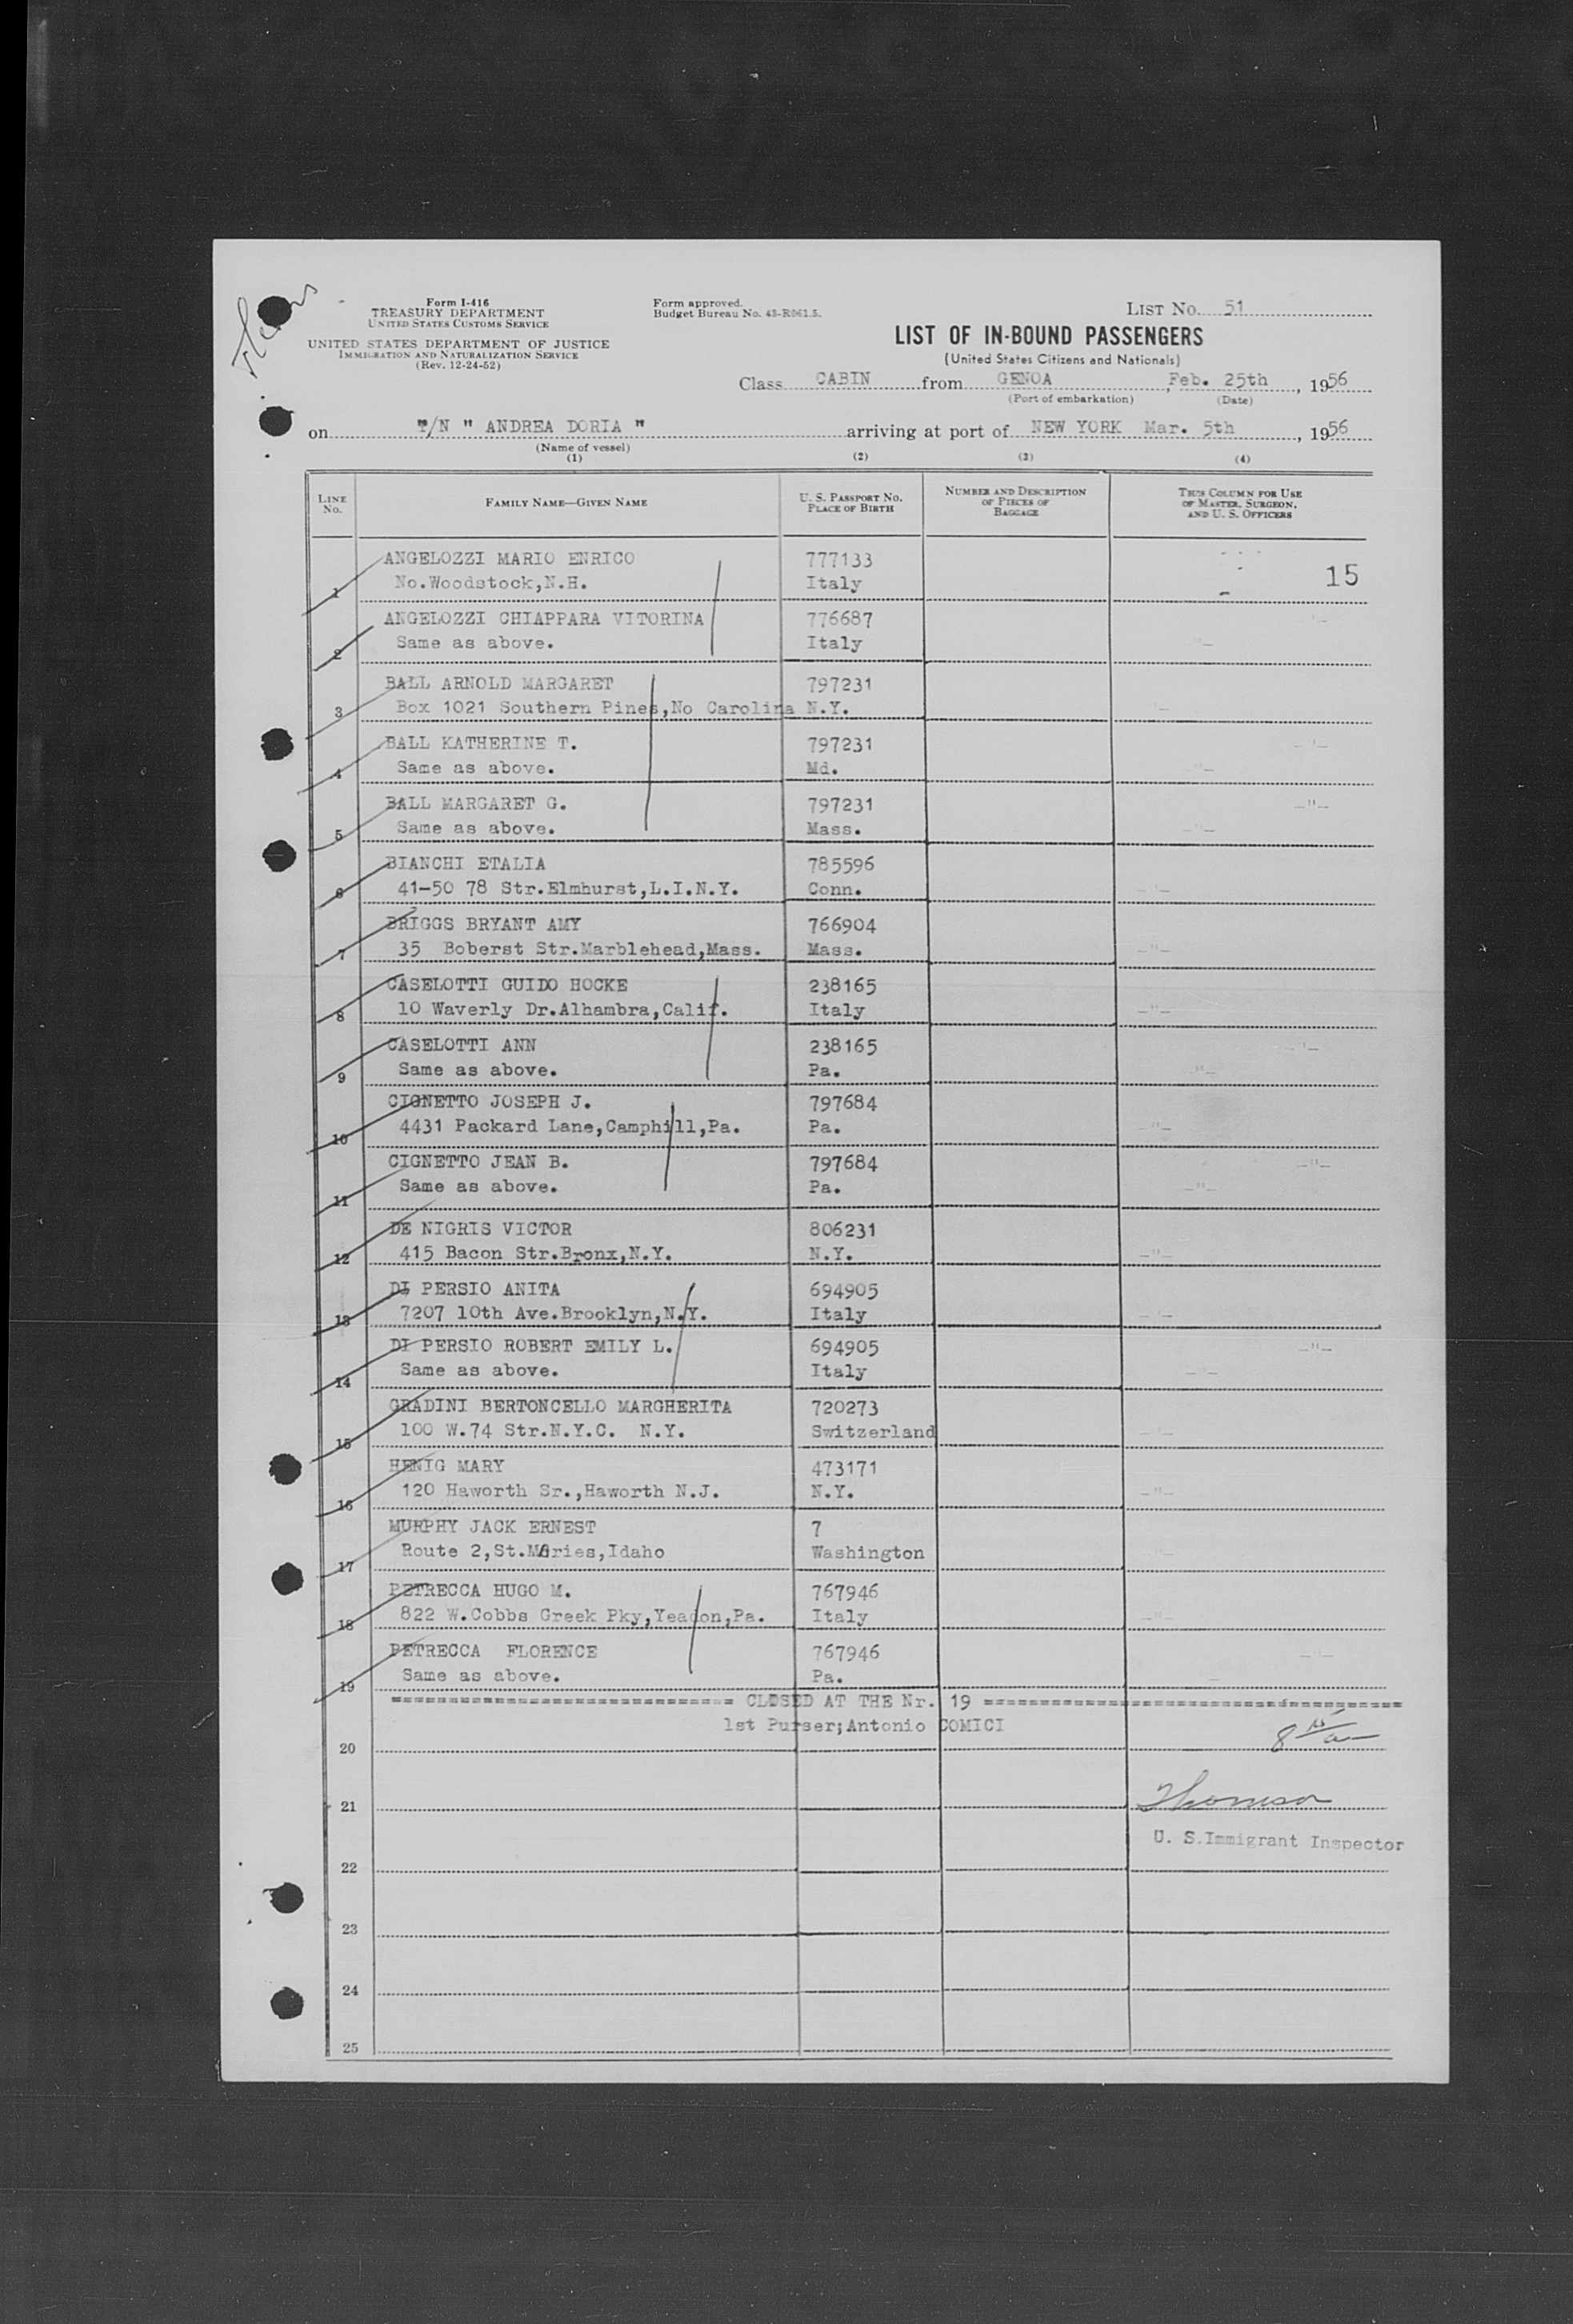 Form I-416
TREASURY DEPARTMENT
UNITED STATES CUSTOMS SERVICE
UNITED STATES DEPARTMENT OF JUSTICE
IMMIGRATION AND NATURALIZATION SERVICE
(Rev. 12-24-52)
Form approved.
Budget Bureau No. 43-R061.5.
LIST No. 51
LIST OF IN-BOUND PASSENGERS
(United States Citizens and Nationals)
Class CABIN from GENOA, Feb. 25th, 1956
(Port of embarkation) (Date)
on "/N " ANDREA DORIA " arriving at port of NEW YORK Mar. 5th, 1956
(Name of vessel)
(1) (2) (3) (4)
LINE No. FAMILY NAME—GIVEN NAME U. S. PASSPORT No. PLACE OF BIRTH NUMBER AND DESCRIPTION OF PIECES OF BAGGAGE THIS COLUMN FOR USE OF MASTER, SURGEON, AND U. S. OFFICERS
ANGELOZZI MARIO ENRICO 777133
1 No.Woodstock,N.H. Italy 15
ANGELOZZI CHIAPPARA VITORINA 776687
2 Same as above. Italy
BALL ARNOLD MARGARET 797231
3 Box 1021 Southern Pines,No Carolina N.Y.
BALL KATHERINE T. 797231
4 Same as above. Md.
BALL MARGARET G. 797231 -"-
5 Same as above. Mass.
BIANCHI ETALIA 785596
6 41-50 78 Str.Elmhurst,L.I.N.Y. Conn.
BRIGGS BRYANT AMY 766904
7 35 Boberst Str.Marblehead,Mass. Mass. -"-
CASELOTTI GUIDO HOCKE 238165
8 10 Waverly Dr.Alhambra,Calif. Italy -"-
CASELOTTI ANN 238165
9 Same as above. Pa. -"-
CIGNETTO JOSEPH J. 797684
10 4431 Packard Lane,Camphill,Pa. Pa. -"-
CIGNETTO JEAN B. 797684 -"-
11 Same as above. Pa. -"-
DE NIGRIS VICTOR 806231
12 415 Bacon Str.Bronx,N.Y. N.Y. -"-
DI PERSIO ANITA 694905
13 7207 10th Ave.Brooklyn,N.Y. Italy
DI PERSIO ROBERT EMILY L. 694905 -"-
14 Same as above. Italy
GRADINI BERTONCELLO MARGHERITA 720273
15 100 W.74 Str.N.Y.C. N.Y. Switzerland
HENIG MARY 473171
16 120 Haworth Sr.,Haworth N.J. N.Y. -"-
MURPHY JACK ERNEST 7
17 Route 2,St.Maries,Idaho Washington
PETRECCA HUGO M. 767946
18 822 W.Cobbs Greek Pky,Yeadon,Pa. Italy -"-
PETRECCA FLORENCE 767946 -"-
19 Same as above. Pa.
============================ CLOSED AT THE Nr. 19 ==================================
1st Purser;Antonio COMICI
20
21 Thomson
U. S.Immigrant Inspector
22
23
24
25